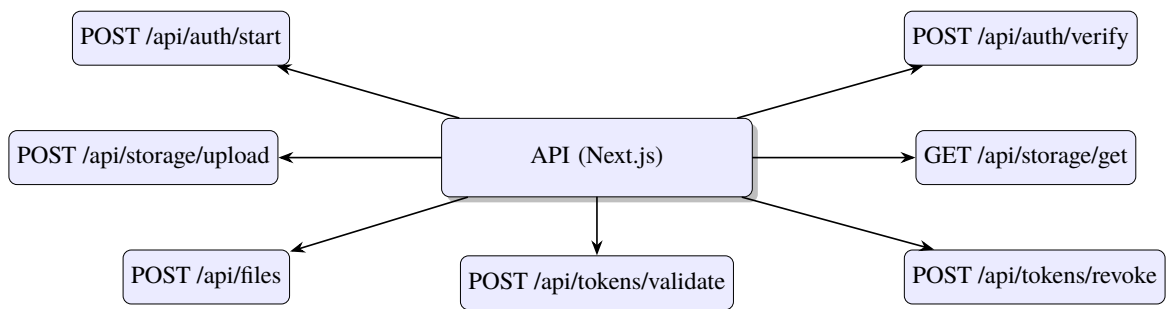 POST /api/auth/start
POST /api/auth/verify
POST /api/storage/upload
API (Next.js)
GET /api/storage/get
POST /api/files
POST /api/tokens/validate
POST /api/tokens/revoke